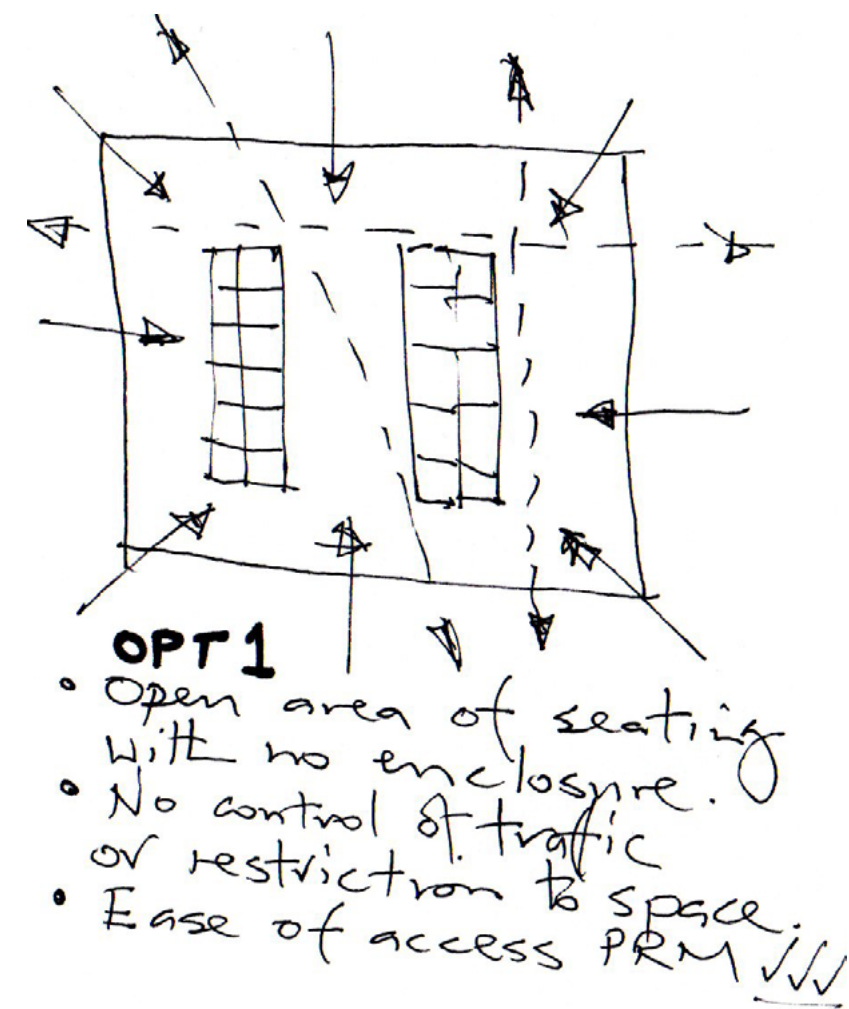 OPT 1
• Open area of seating
with no enclosure.
• No control of traffic
or restriction to space.
• Ease of access PRM ✓✓✓